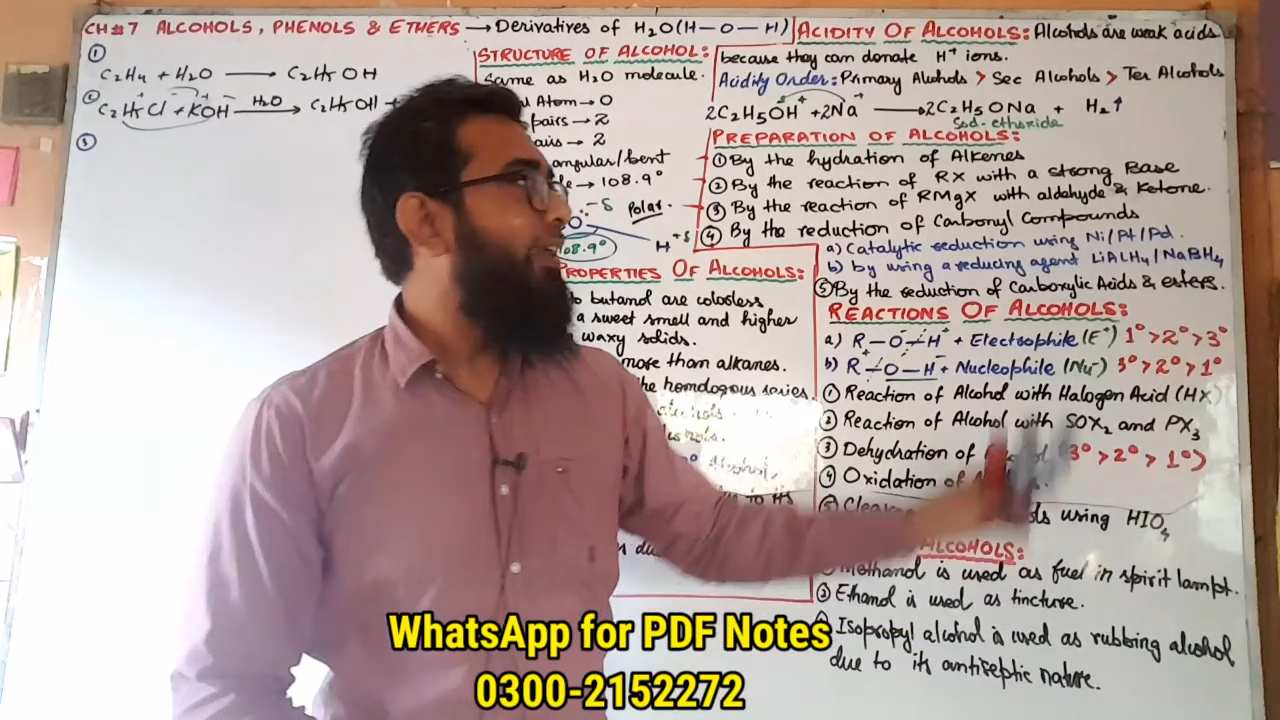 CH#7 ALCOHOLS, PHENOLS & ETHERS → Derivatives of H2O (H—O—H)
①
C2H4 + H2O ⟶ C2H5OH
② C2H5Cl + KOH H2O ⟶ C2H5OH +
③
STRUCTURE OF ALCOHOL:
Same as H2O molecule.
Atom → O
pairs → 2
→ 2
angular/bent
→ 108.9°
-δ Polar.
O H +δ
108.9°
PROPERTIES OF ALCOHOLS:
butanol are colosless
a sweet smell and higher
waxy solids.
more than alkanes.
the homologous series
alcohols.
Alcohol.
to its
ACIDITY OF ALCOHOLS: Alcohols are weak acids
because they can donate H+ ions.
Acidity Order: Primary Alcohols > Sec Alcohols > Ter Alcohols
2C2H5OH + 2Na ⟶ 2C2H5ONa + H2↑
Sod-ethoxide
PREPARATION OF ALCOHOLS:
① By the hydration of Alkenes
② By the reaction of RX with a strong Base
③ By the reaction of RMgX with aldehyde & Ketone.
④ By the reduction of Carbonyl Compounds
a) Catalytic reduction using Ni/Pt/Pd.
b) by using a reducing agent LiAlH4/NaBH4
⑤ By the reduction of Carboxylic Acids & esters.
REACTIONS OF ALCOHOLS:
a) R—O—H + Electrophile (E+) 1° > 2° > 3°
b) R—O—H + Nucleophile (Nu-) 3° > 2° > 1°
① Reaction of Alcohol with Halogen Acid (HX)
② Reaction of Alcohol with SOX2 and PX3
③ Dehydration of (3° > 2° > 1°)
④ Oxidation of
⑤ using HIO4
ALCOHOLS:
Methanol is used as fuel in spirit lampt.
② Ethanol is used as tincture.
Isopropyl alcohol is used as rubbing alcohol
due to its antiseptic nature.
WhatsApp for PDF Notes
0300-2152272